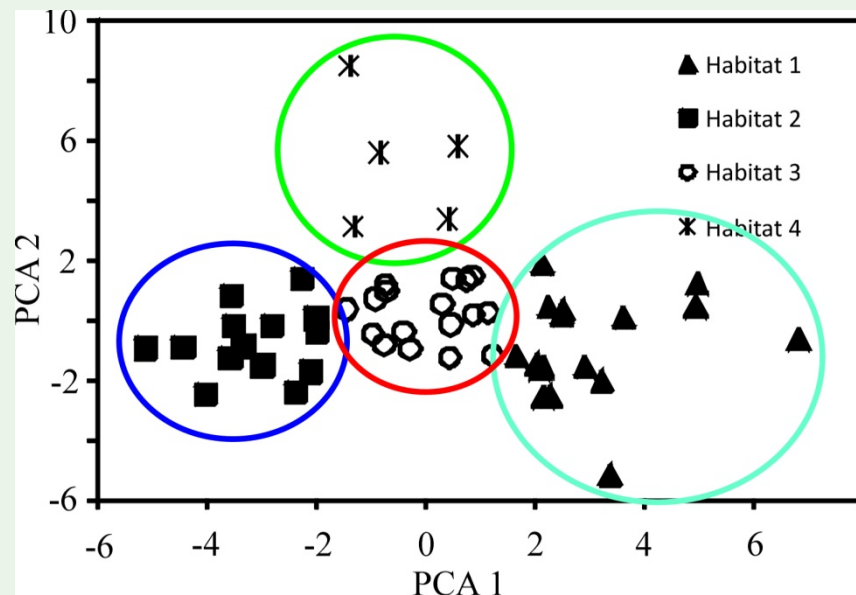 10
6
2
-2
-6
-6 -4 -2 0 2 4 6
PCA 1
PCA 2
Habitat 1
Habitat 2
Habitat 3
Habitat 4